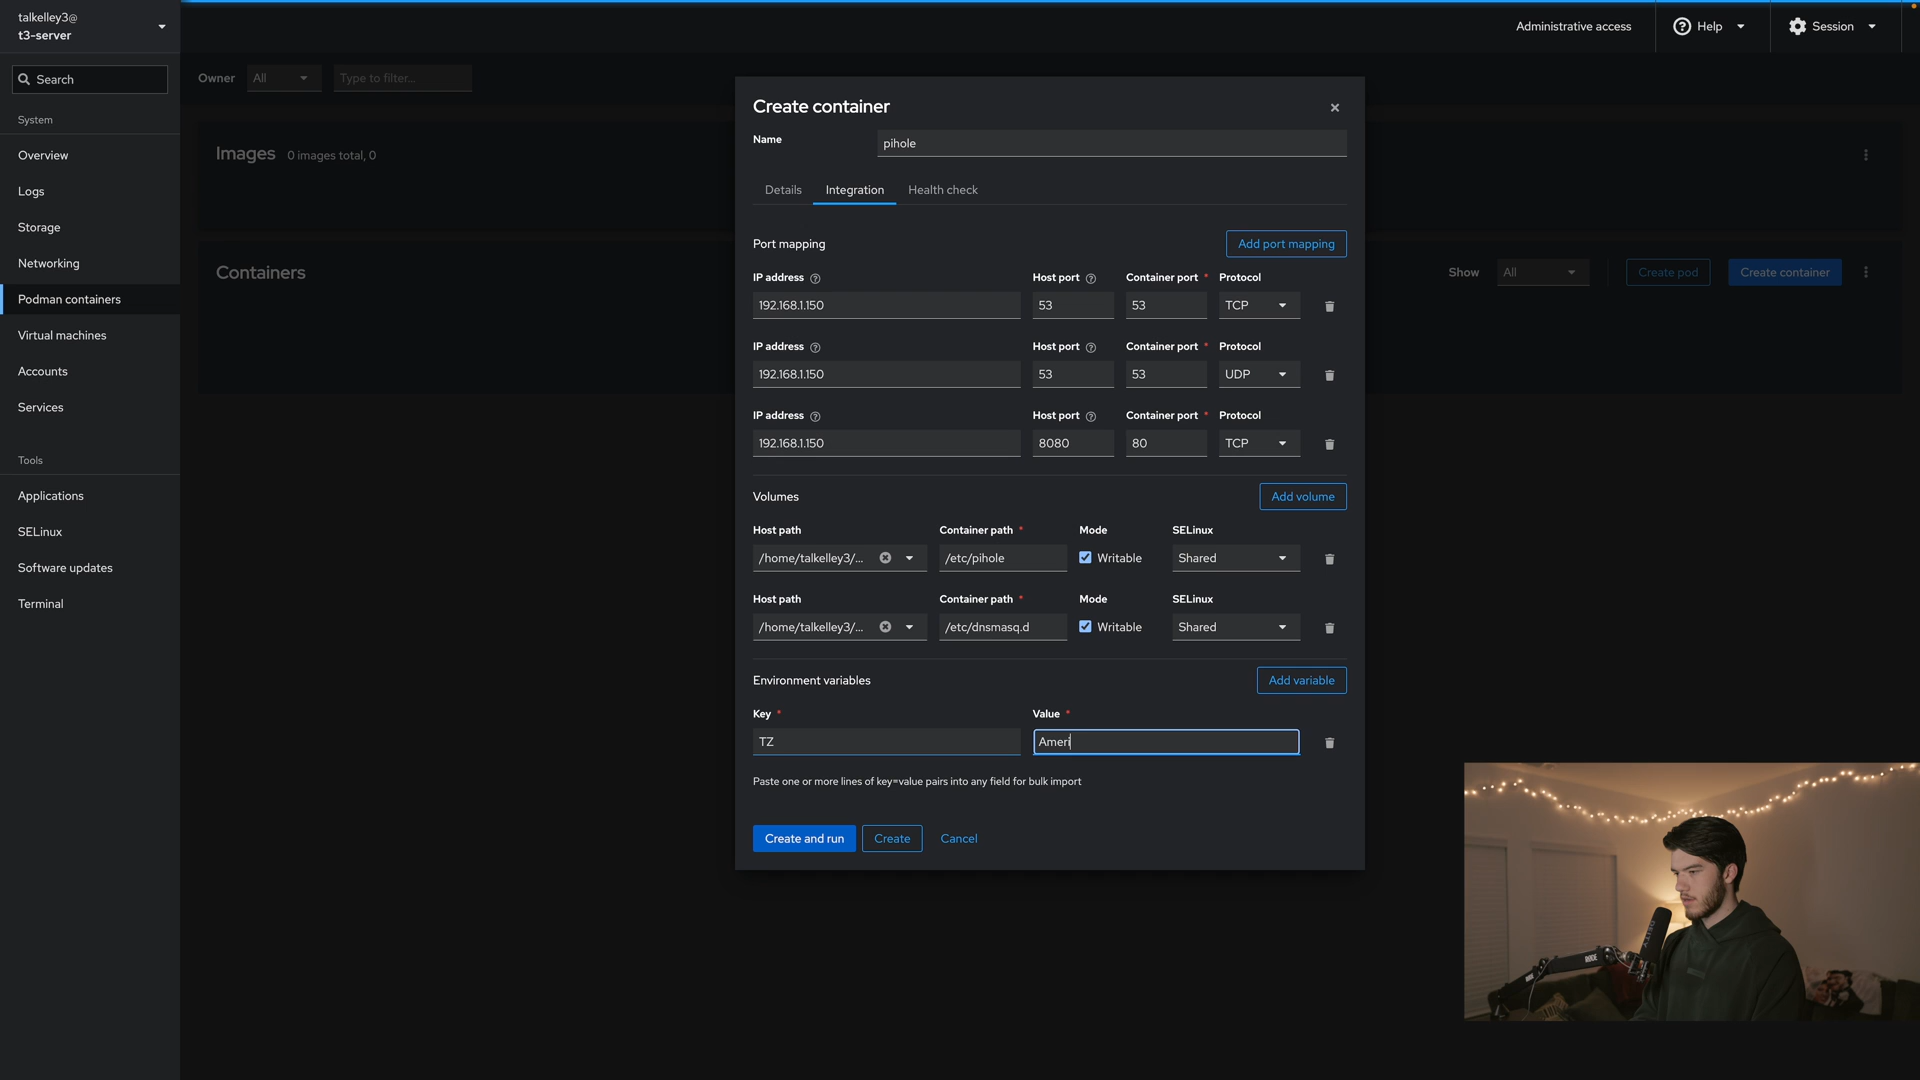 talkelley3@
t3-server
Administrative access
Help
Session
Search
Owner
All
Type to filter...
System
Overview
Logs
Storage
Networking
Podman containers
Virtual machines
Accounts
Services
Tools
Applications
SELinux
Software updates
Terminal
Images
0 images total, 0
Containers
Show
All
Create pod
Create container
Create container
Name
pihole
Details
Integration
Health check
Port mapping
Add port mapping
IP address
Host port
Container port *
Protocol
192.168.1.150
53
53
TCP
IP address
Host port
Container port *
Protocol
192.168.1.150
53
53
UDP
IP address
Host port
Container port *
Protocol
192.168.1.150
8080
80
TCP
Volumes
Add volume
Host path
Container path *
Mode
SELinux
/home/talkelley3/...
/etc/pihole
Writable
Shared
Host path
Container path *
Mode
SELinux
/home/talkelley3/...
/etc/dnsmasq.d
Writable
Shared
Environment variables
Add variable
Key *
Value *
TZ
Ameri
Paste one or more lines of key=value pairs into any field for bulk import
Create and run
Create
Cancel
RØDE